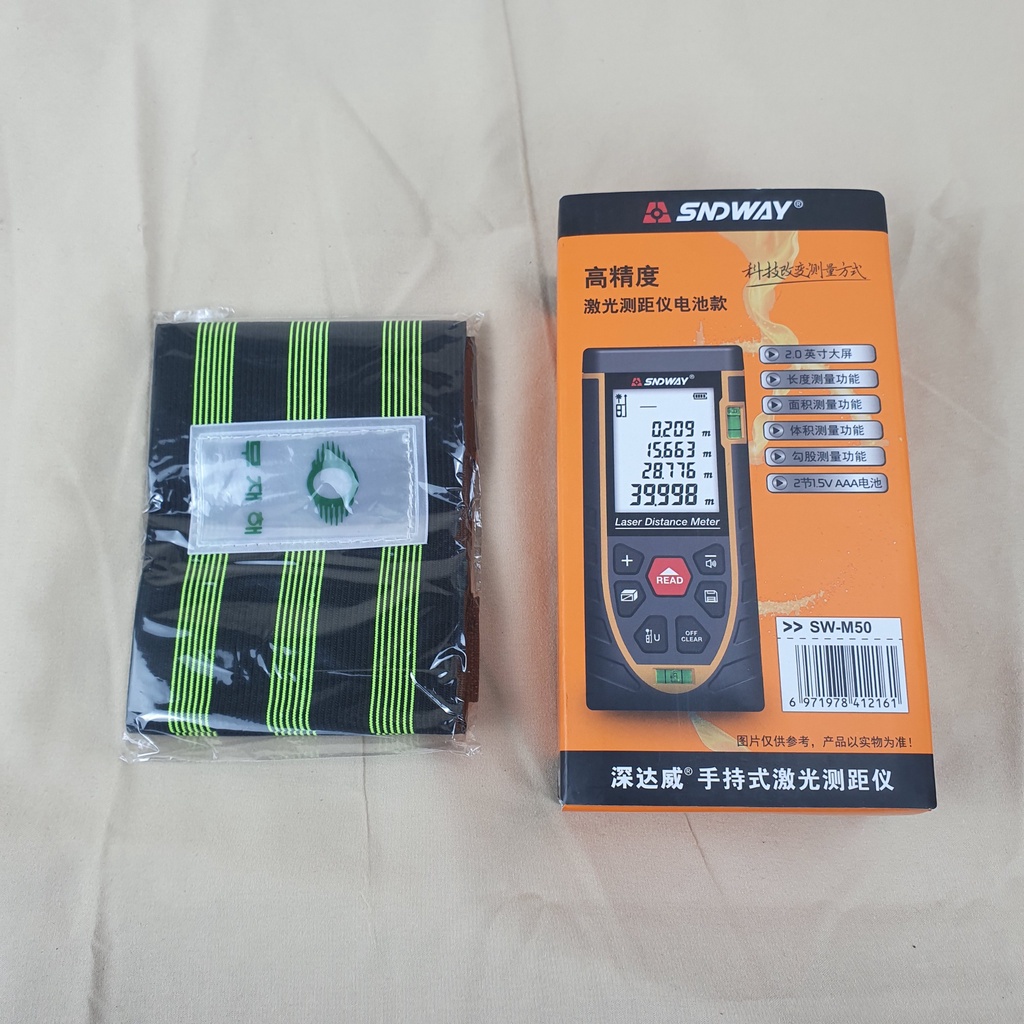 무재해
SNDWAY®
高精度
激光测距仪电池款
科技改变测量方式
2.0 英寸大屏
长度测量功能
面积测量功能
体积测量功能
勾股测量功能
2节1.5V AAA电池
SNDWAY®
0.209 m
15.663 m
28.776 m
39.998 m
Laser Distance Meter
READ
U
OFF
CLEAR
>> SW-M50
6 971978 412161
图片仅供参考，产品以实物为准！
深达威®手持式激光测距仪